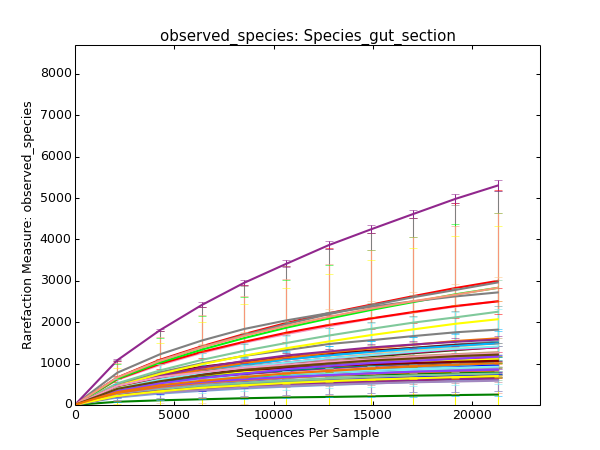 observed_species: Species_gut_section
8000
7000
6000
5000
4000
3000
2000
1000
0
0 5000 10000 15000 20000
Rarefaction Measure: observed_species
Sequences Per Sample